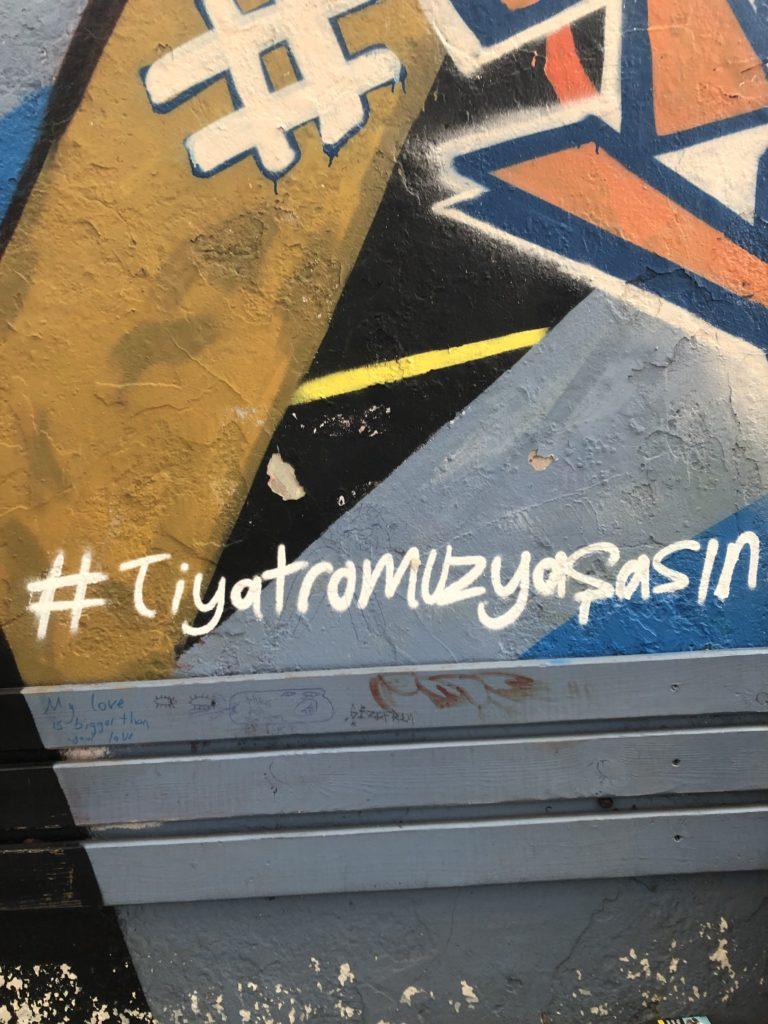 #
#Tiyatromuzyaşasın
My love
is bigger than
your love